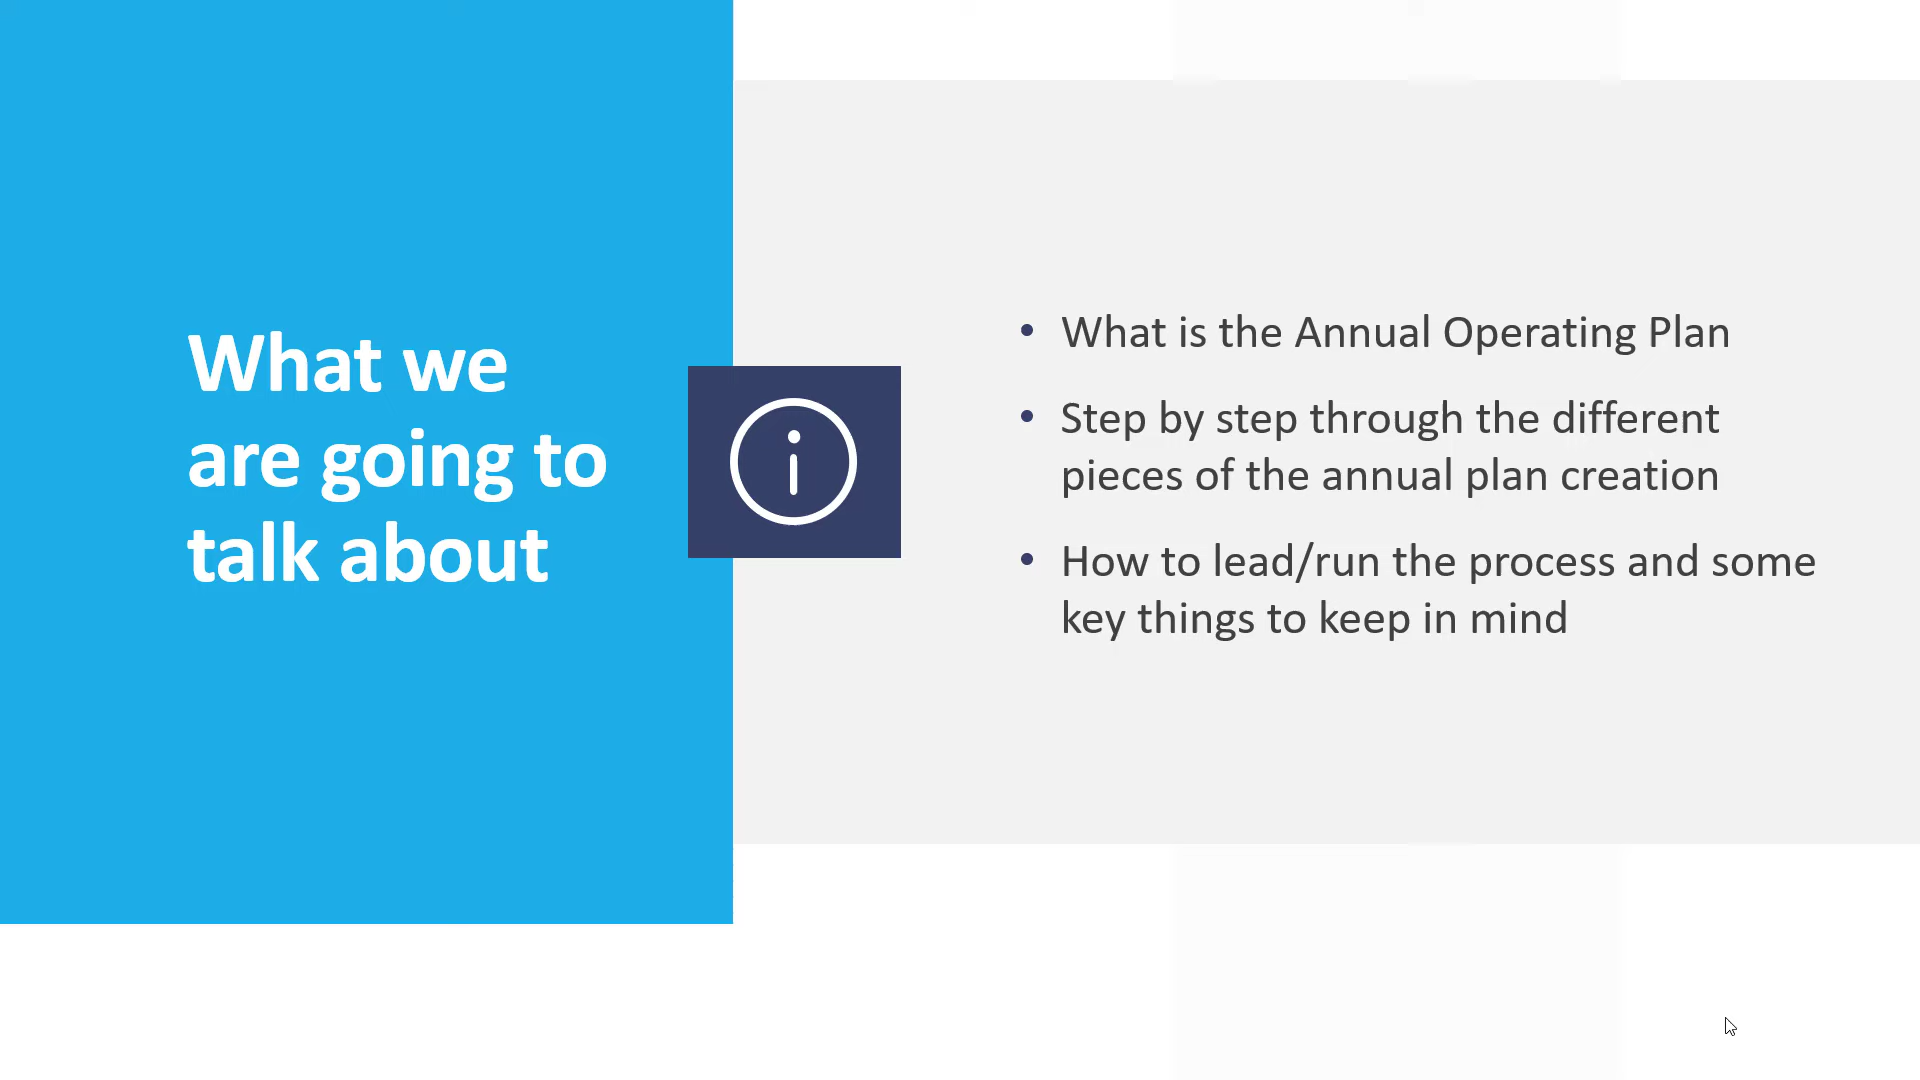 What we
are going to
talk about
• What is the Annual Operating Plan
• Step by step through the different
pieces of the annual plan creation
• How to lead/run the process and some
key things to keep in mind